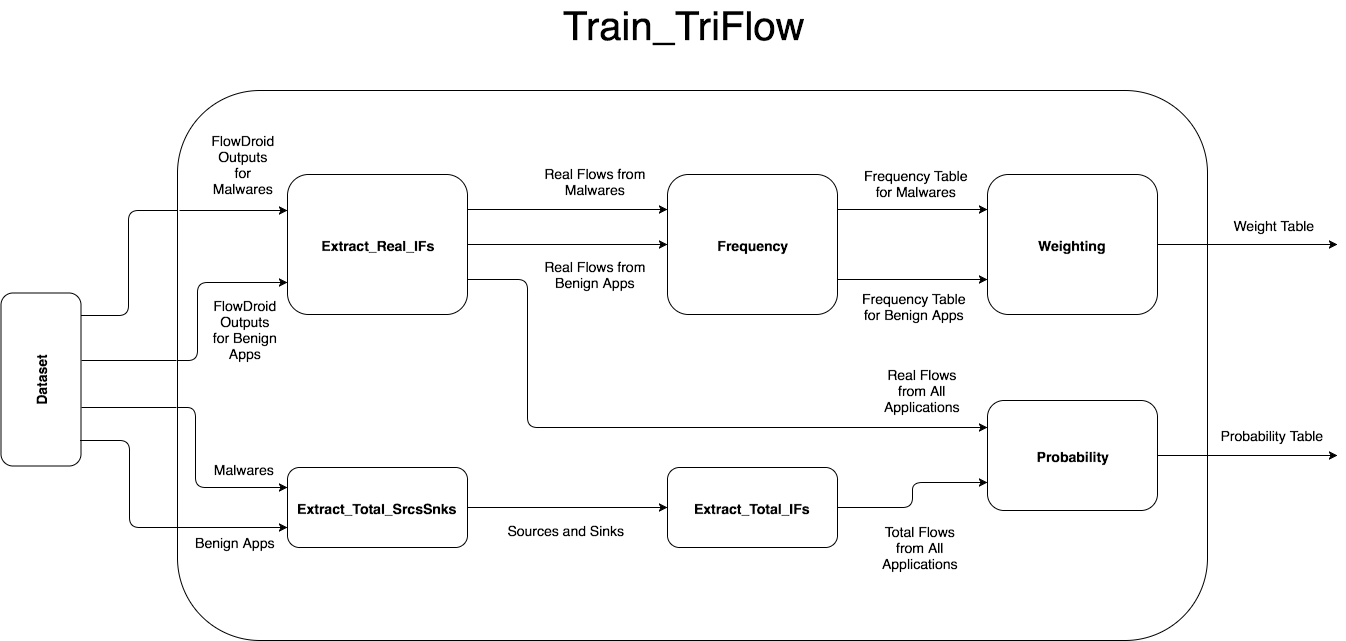 Train_TriFlow
FlowDroid
Outputs
for
Malwares
Real Flows from
Malwares
Frequency Table
for Malwares
Extract_Real_IFs
Frequency
Weighting
Weight Table
Real Flows from
Benign Apps
FlowDroid
Outputs
for Benign
Apps
Frequency Table
for Benign Apps
Dataset
Real Flows
from All
Applications
Probability Table
Probability
Malwares
Extract_Total_SrcsSnks
Extract_Total_IFs
Sources and Sinks
Benign Apps
Total Flows
from All
Applications